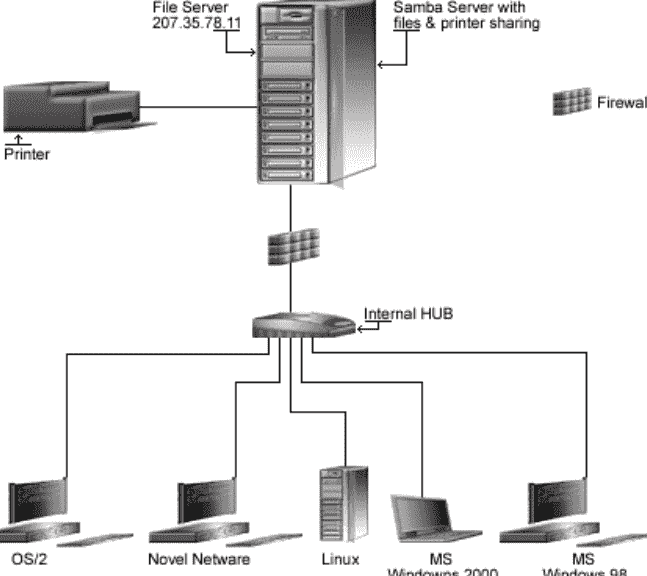 File Server
207.35.78.11
Samba Server with
files & printer sharing
Firewal
Printer
Internal HUB
OS/2
Novel Netware
Linux
MS
Windowns 2000
MS
Windows 98